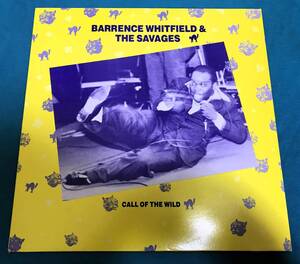 BARRENCE WHITFIELD &
THE SAVAGES
CALL OF THE WILD